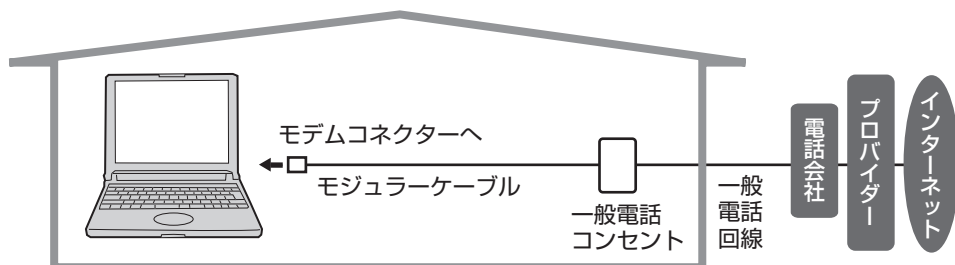 モデムコネクターへ
モジュラーケーブル
一般電話
コンセント
一般
電話
回線
電話会社
プロバイダー
インターネット